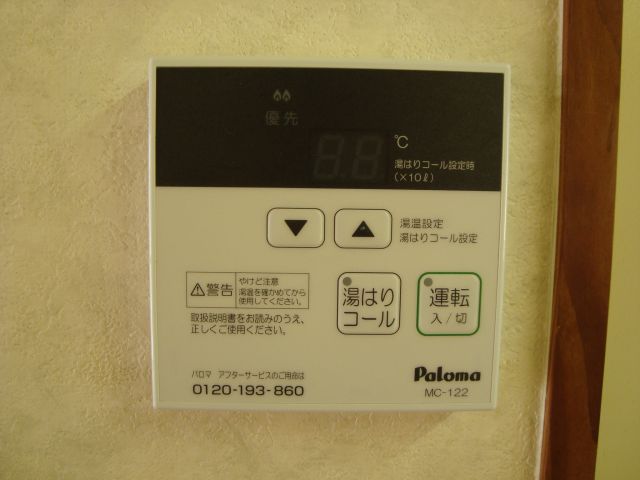 優先
88
℃
湯はりコール設定時
(×10ℓ)
▼ ▲
湯温設定
湯はりコール設定
⚠警告
やけど注意
湯温を確かめてから
使用してください。
取扱説明書をお読みのうえ、
正しくご使用ください。
湯はり
コール
運転
入/切
パロマ アフターサービスのご用命は
0120-193-860
Paloma
MC-122